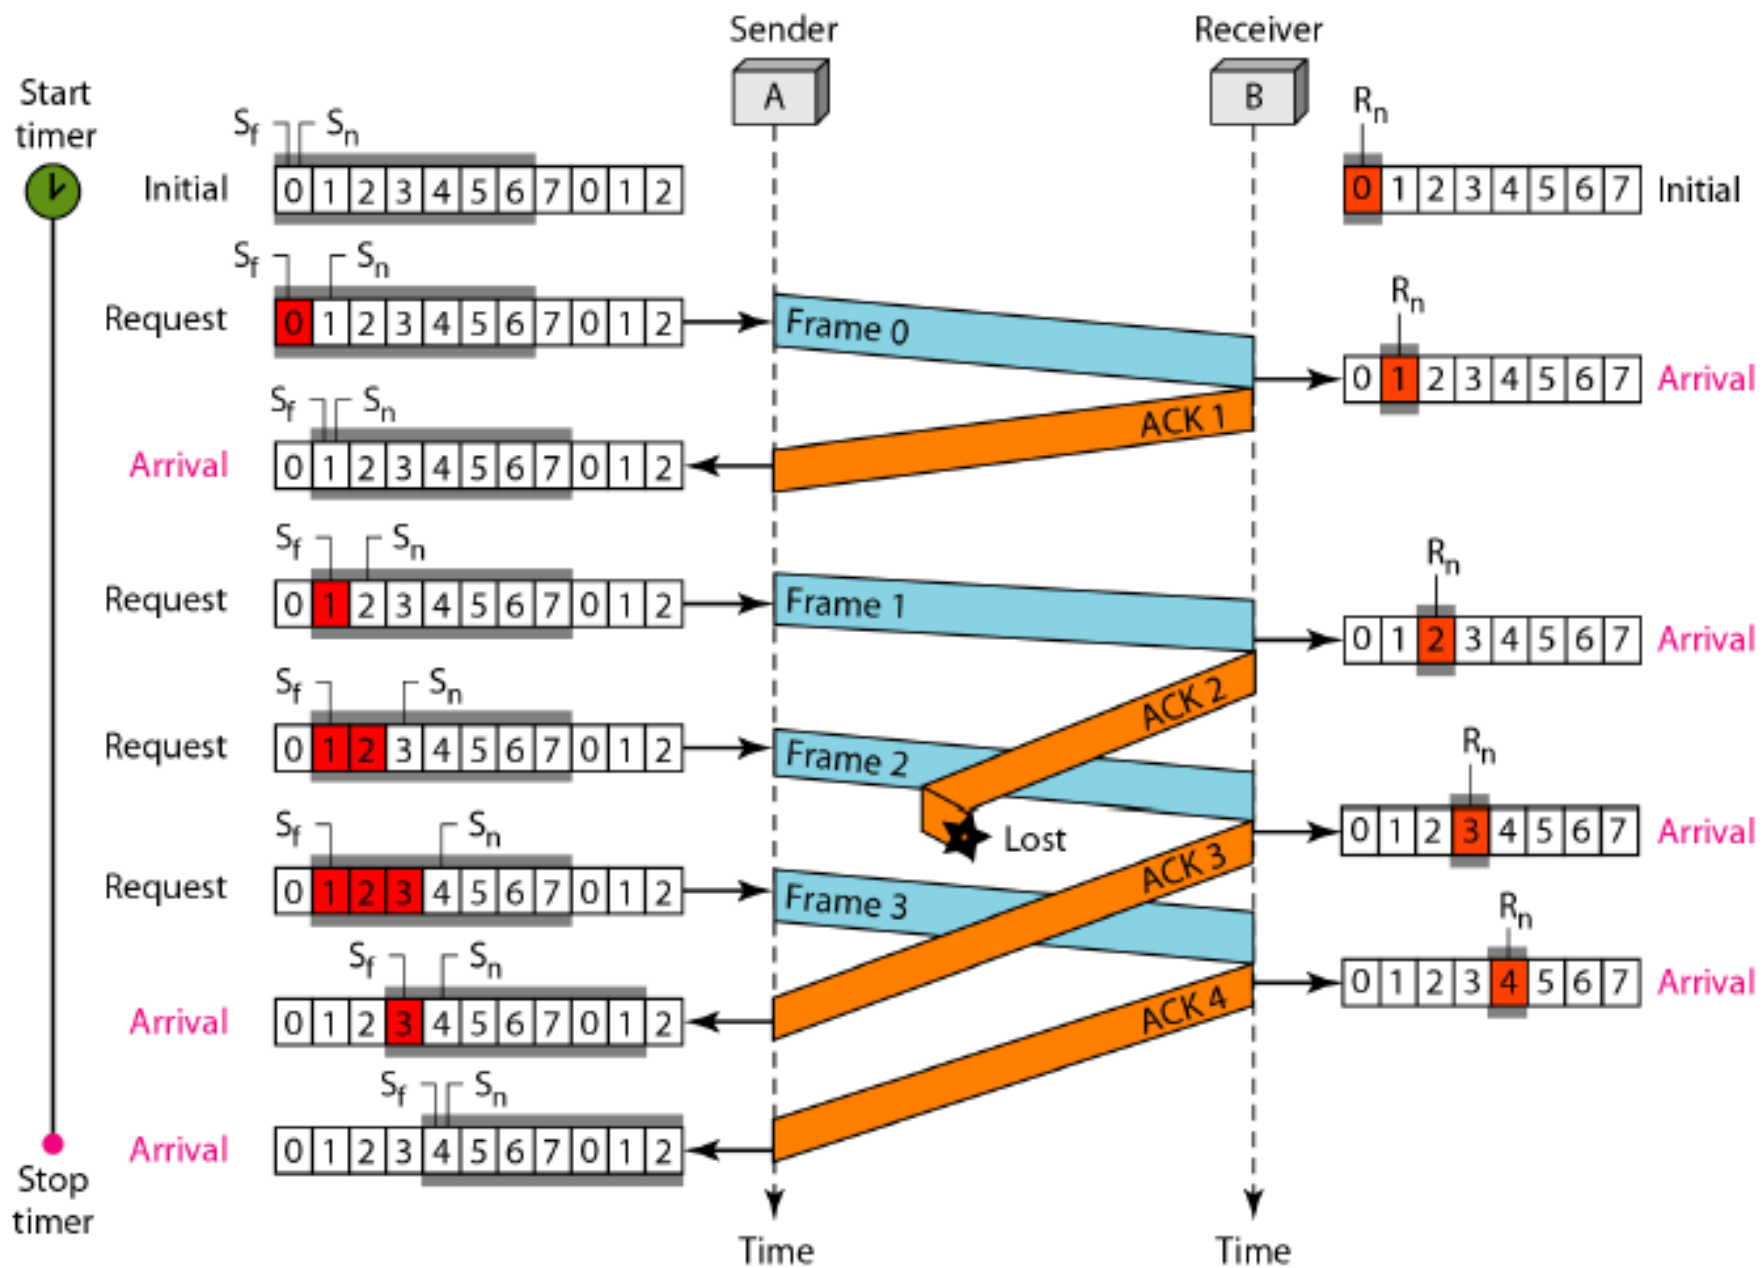 Sender
Receiver
A
B
Start
timer
Sf Sn
Rn
Initial
0 1 2 3 4 5 6 7 0 1 2
0 1 2 3 4 5 6 7
Initial
Sf Sn
Request
0 1 2 3 4 5 6 7 0 1 2
Frame 0
Rn
0 1 2 3 4 5 6 7
Arrival
Sf Sn
Arrival
0 1 2 3 4 5 6 7 0 1 2
ACK 1
Sf Sn
Request
0 1 2 3 4 5 6 7 0 1 2
Frame 1
Rn
0 1 2 3 4 5 6 7
Arrival
Sf Sn
Request
0 1 2 3 4 5 6 7 0 1 2
Frame 2
ACK 2
Lost
Rn
0 1 2 3 4 5 6 7
Arrival
Sf Sn
Request
0 1 2 3 4 5 6 7 0 1 2
Frame 3
ACK 3
Rn
0 1 2 3 4 5 6 7
Arrival
Sf Sn
Arrival
0 1 2 3 4 5 6 7 0 1 2
ACK 4
Sf Sn
Arrival
0 1 2 3 4 5 6 7 0 1 2
Stop
timer
Time
Time